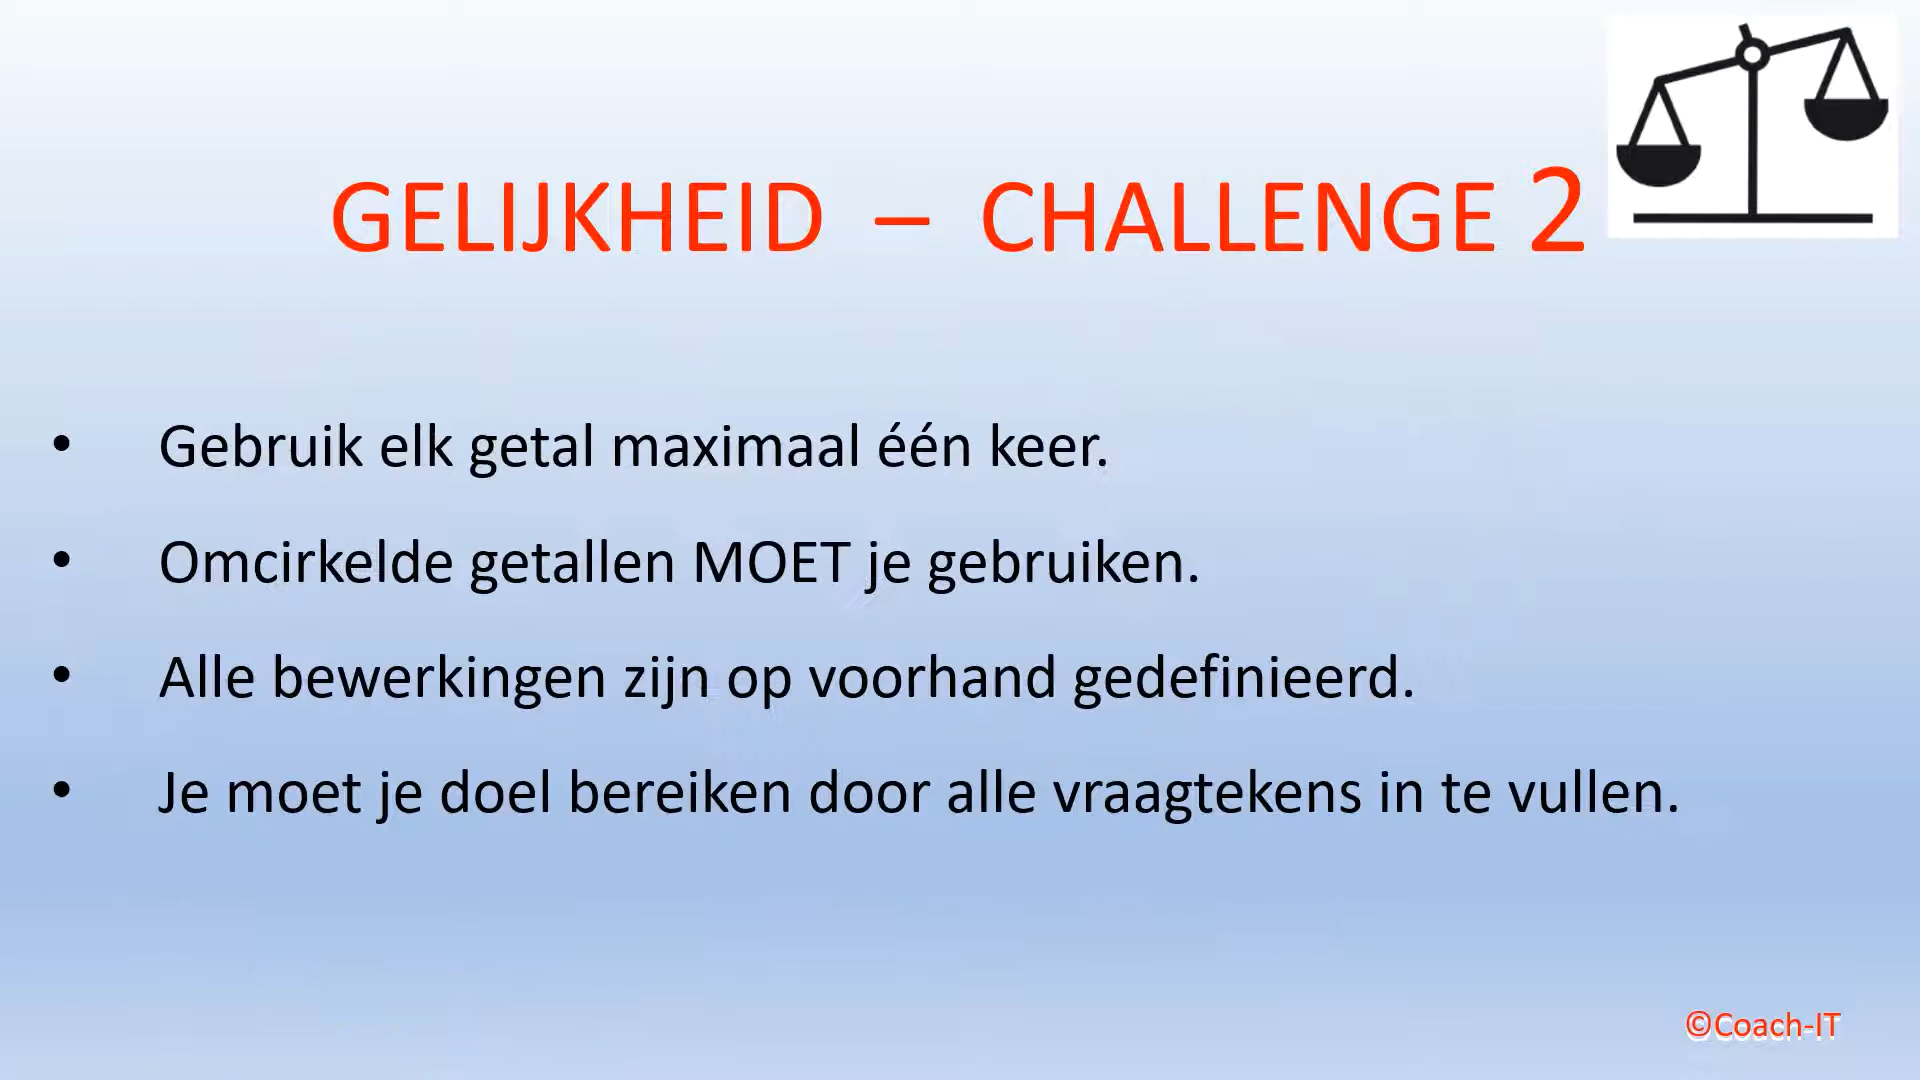 GELIJKHEID – CHALLENGE 2
• Gebruik elk getal maximaal één keer.
• Omcirkelde getallen MOET je gebruiken.
• Alle bewerkingen zijn op voorhand gedefinieerd.
• Je moet je doel bereiken door alle vraagtekens in te vullen.
©Coach-IT